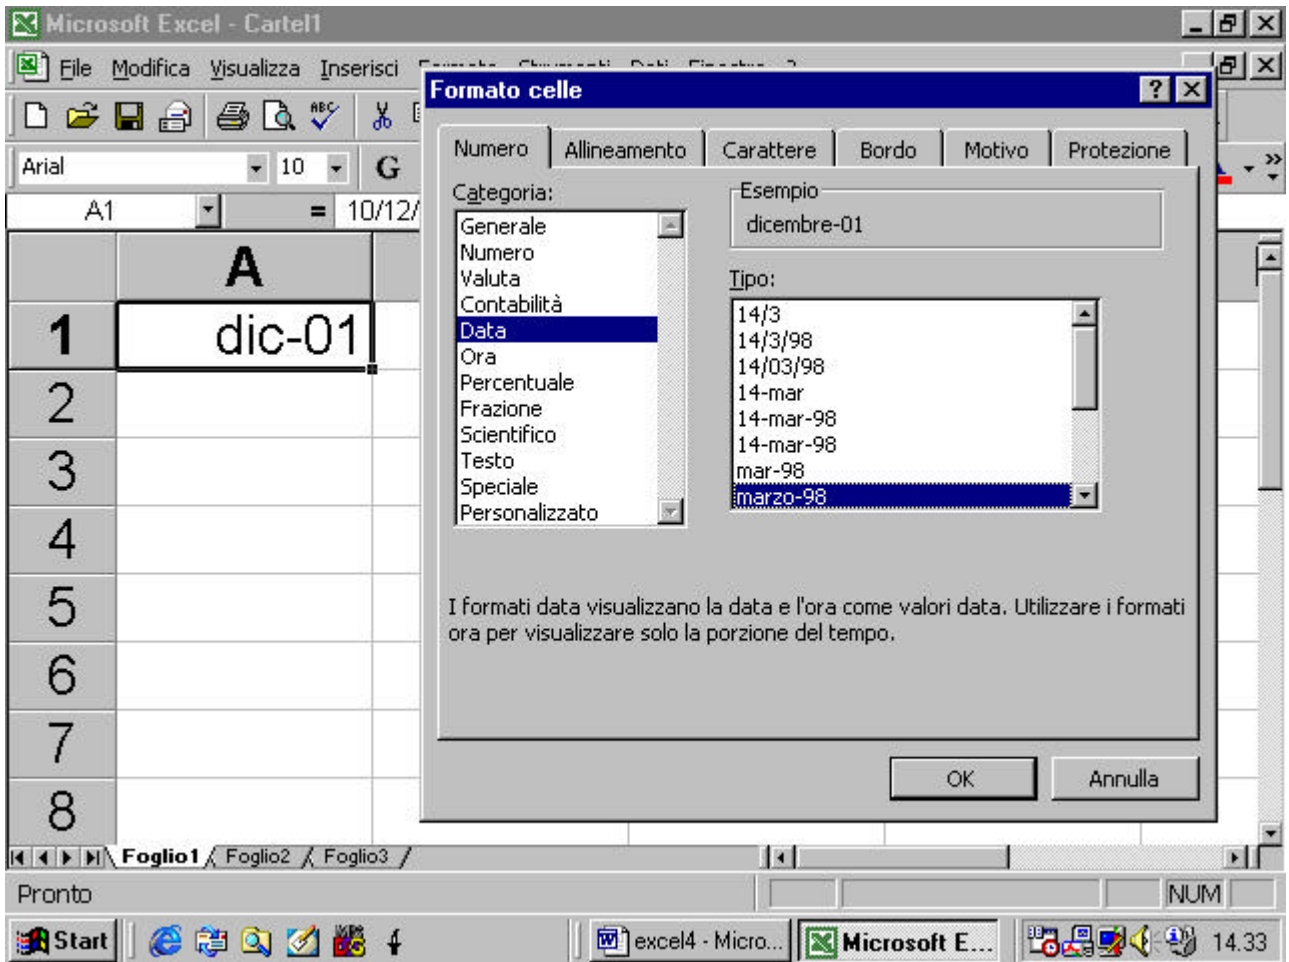 Microsoft Excel - Cartel1
File Modifica Visualizza Inserisci
Formato celle
Numero Allineamento Carattere Bordo Motivo Protezione
Arial 10 G
A1 = 10/12/
Categoria:
Generale
Numero
Valuta
Contabilità
Data
Ora
Percentuale
Frazione
Scientifico
Testo
Speciale
Personalizzato
Esempio
dicembre-01
Tipo:
14/3
14/3/98
14/03/98
14-mar
14-mar-98
14-mar-98
mar-98
marzo-98
I formati data visualizzano la data e l'ora come valori data. Utilizzare i formati
ora per visualizzare solo la porzione del tempo.
OK Annulla
A
1 dic-01
2
3
4
5
6
7
8
Foglio1 Foglio2 Foglio3
Pronto NUM
Start excel4 - Micro... Microsoft E... 14.33